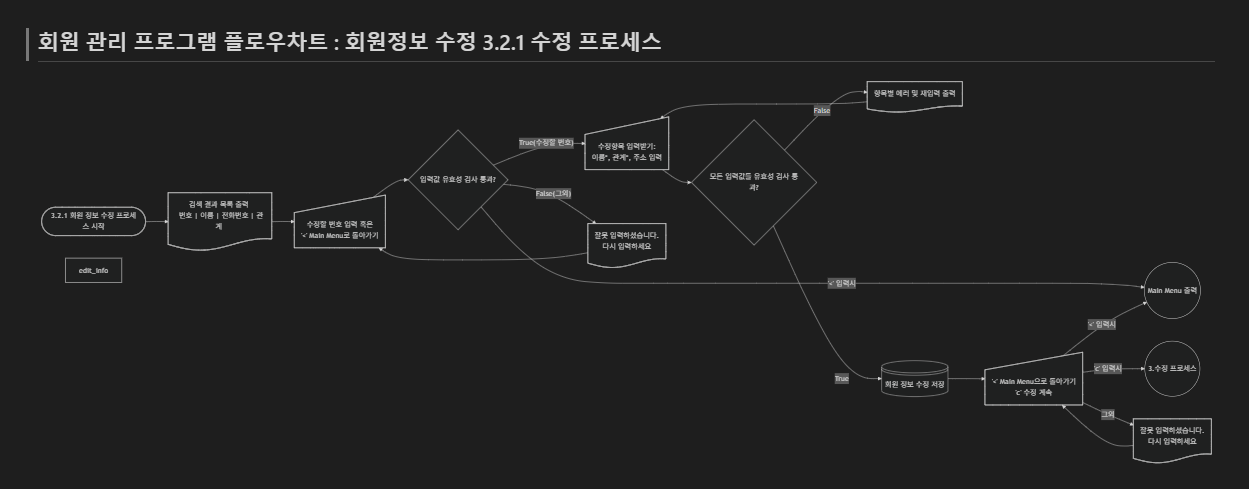 회원 관리 프로그램 플로우차트 : 회원정보 수정 3.2.1 수정 프로세스
3.2.1 회원 정보 수정 프로세
스 시작
edit_info
검색 결과 목록 출력
번호 | 이름 | 전화번호 | 관
계
수정할 번호 입력 혹은
'<' Main Menu로 돌아가기
입력값 유효성 검사 통과?
True(수정할 번호)
False(그외)
잘못 입력하셨습니다.
다시 입력하세요
수정항목 입력받기:
이름*, 관계*, 주소 입력
모든 입력값들 유효성 검사 통
과?
False
항목별 에러 및 재입력 출력
'<' 입력시
Main Menu 출력
True
회원 정보 수정 저장
'<' Main Menu으로 돌아가기
'c' 수정 계속
'<' 입력시
'c' 입력시
3.수정 프로세스
그외
잘못 입력하셨습니다.
다시 입력하세요